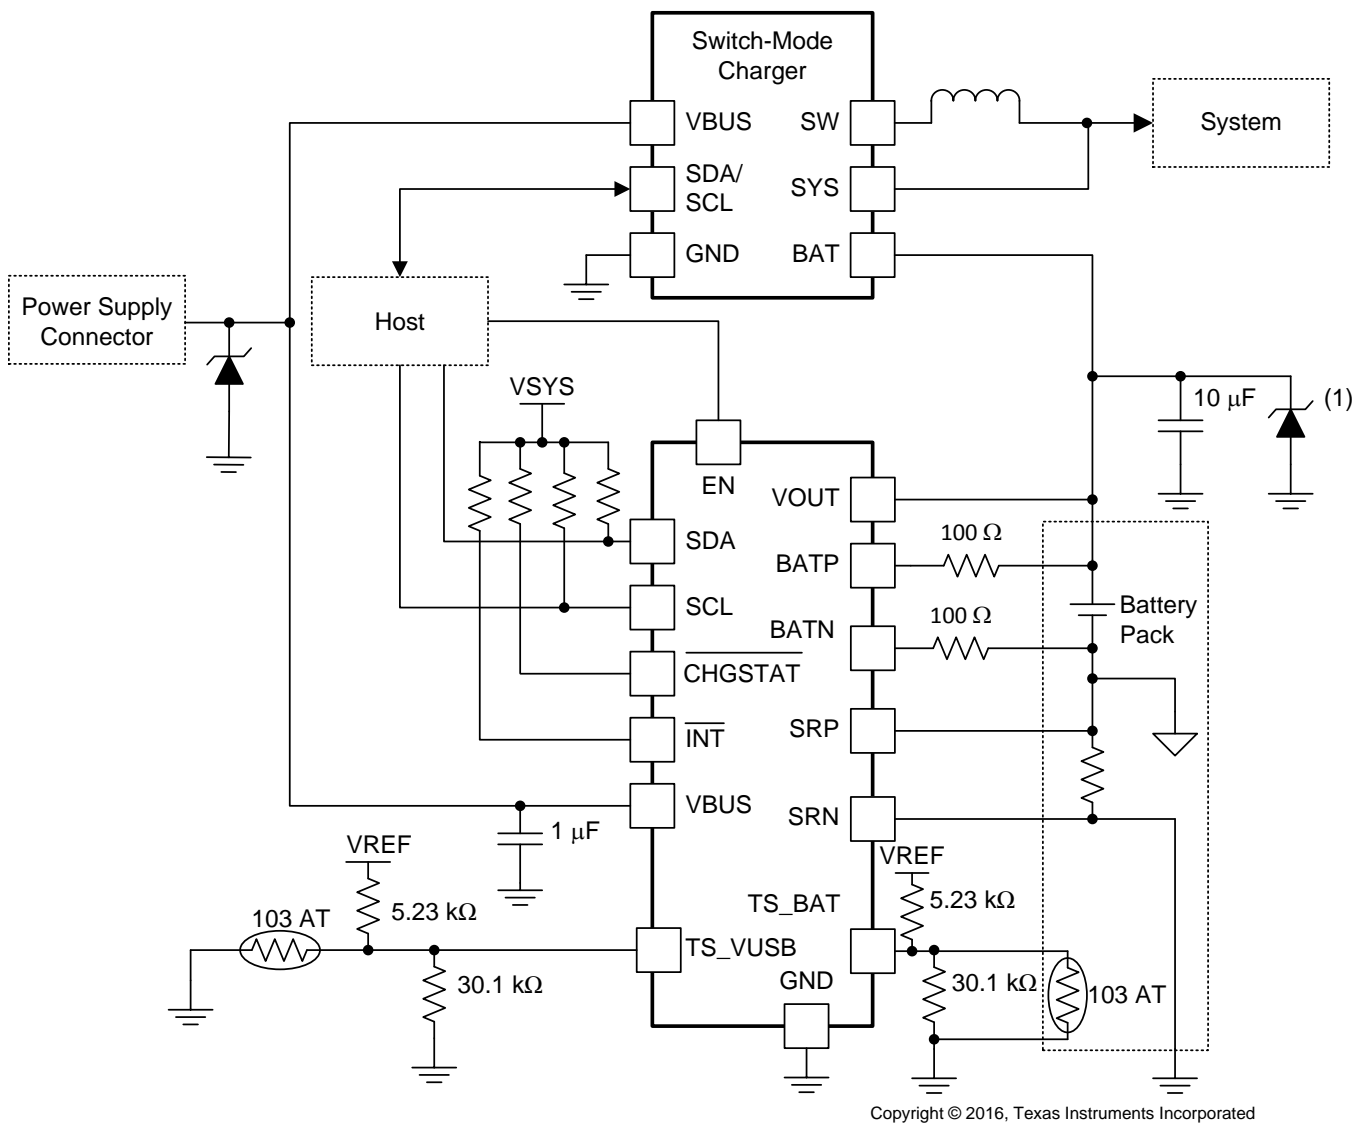 Switch-Mode
Charger
VBUS
SW
System
SDA/
SCL
SYS
GND
BAT
Power Supply
Connector
Host
VSYS
10 μF
(1)
EN
VOUT
SDA
100 Ω
BATP
SCL
100 Ω
BATN
Battery
Pack
CHGSTAT
INT
SRP
VBUS
SRN
1 μF
VREF
VREF
5.23 kΩ
103 AT
TS_BAT
5.23 kΩ
TS_VUSB
30.1 kΩ
GND
30.1 kΩ
103 AT
Copyright © 2016, Texas Instruments Incorporated